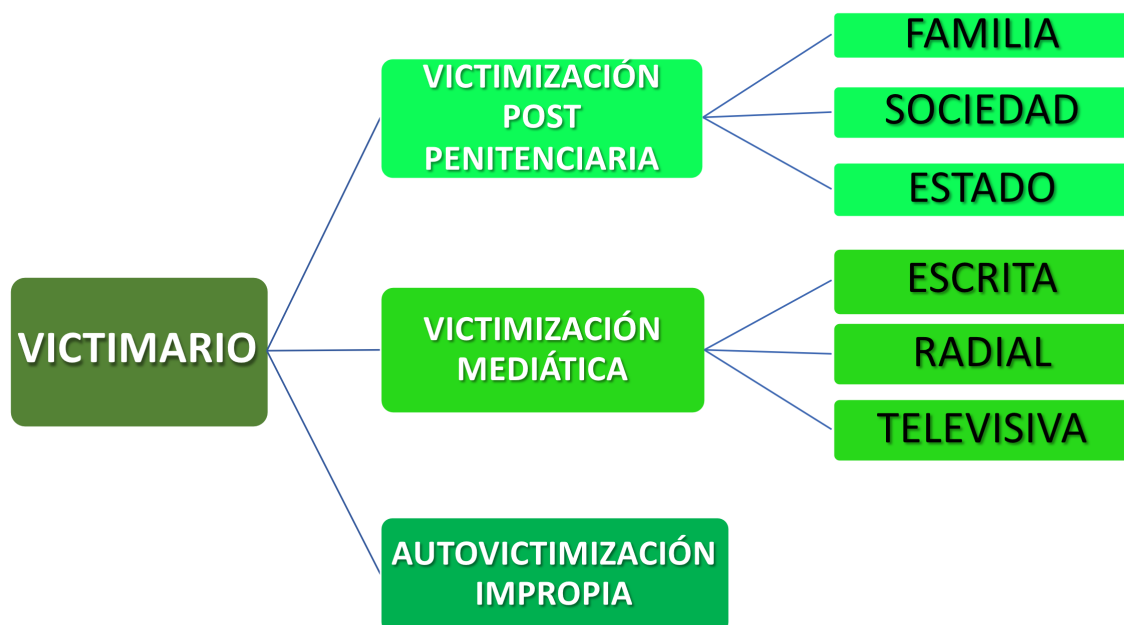 VICTIMARIO
VICTIMIZACIÓN
POST
PENITENCIARIA
FAMILIA
SOCIEDAD
ESTADO
VICTIMIZACIÓN
MEDIÁTICA
ESCRITA
RADIAL
TELEVISIVA
AUTOVICTIMIZACIÓN
IMPROPIA